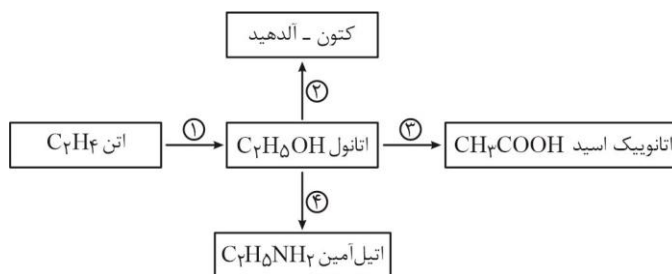 کتون ـ آلدهید
②
اتن C₂H₄
①
اتانول C₂H₅OH
③
اتانوییک اسید CH₃COOH
④
اتیل‌آمین C₂H₅NH₂